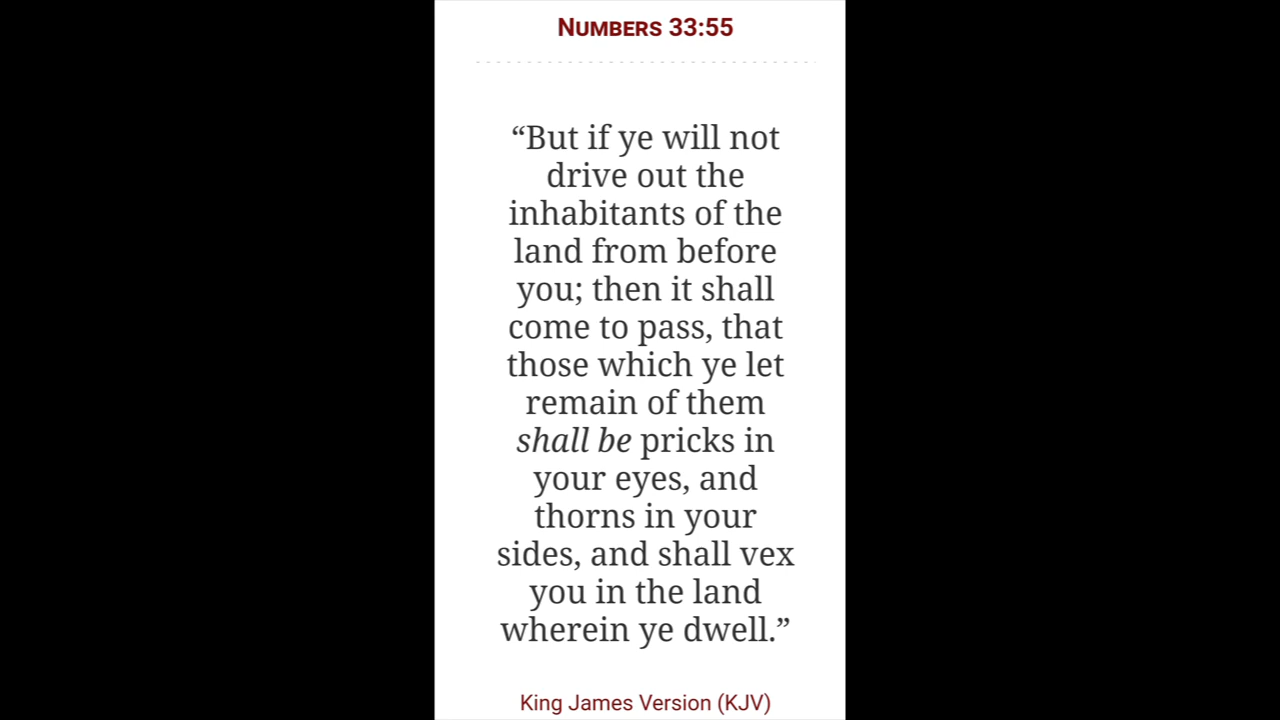 NUMBERS 33:55
“But if ye will not
drive out the
inhabitants of the
land from before
you; then it shall
come to pass, that
those which ye let
remain of them
shall be pricks in
your eyes, and
thorns in your
sides, and shall vex
you in the land
wherein ye dwell.”
King James Version (KJV)